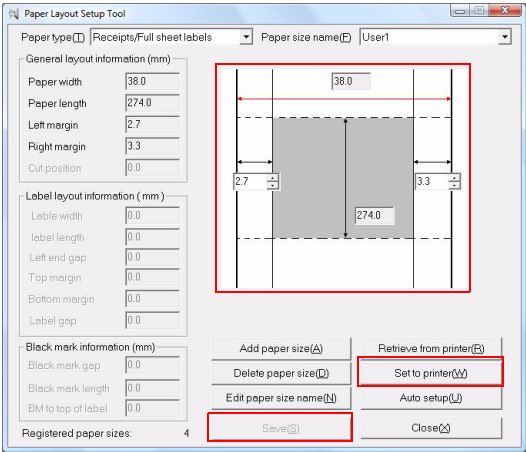 Paper Layout Setup Tool
Paper type(T) Receipts/Full sheet labels Paper size name(F) User1
General layout information (mm)
Paper width 38.0
Paper length 274.0
Left margin 2.7
Right margin 3.3
Cut position 0.0
Label layout information ( mm )
Lable width 0.0
label length 0.0
Left end gap 0.0
Top margin 0.0
Bottom margin 0.0
Label gap 0.0
Black mark information (mm)
Black mark gap 0.0
Black mark length 0.0
BM to top of label 0.0
Registered paper sizes: 4
38.0
2.7 3.3
274.0
Add paper size(A) Retrieve from printer(R)
Delete paper size(D) Set to printer(W)
Edit paper size name(N) Auto setup(U)
Save(S) Close(X)